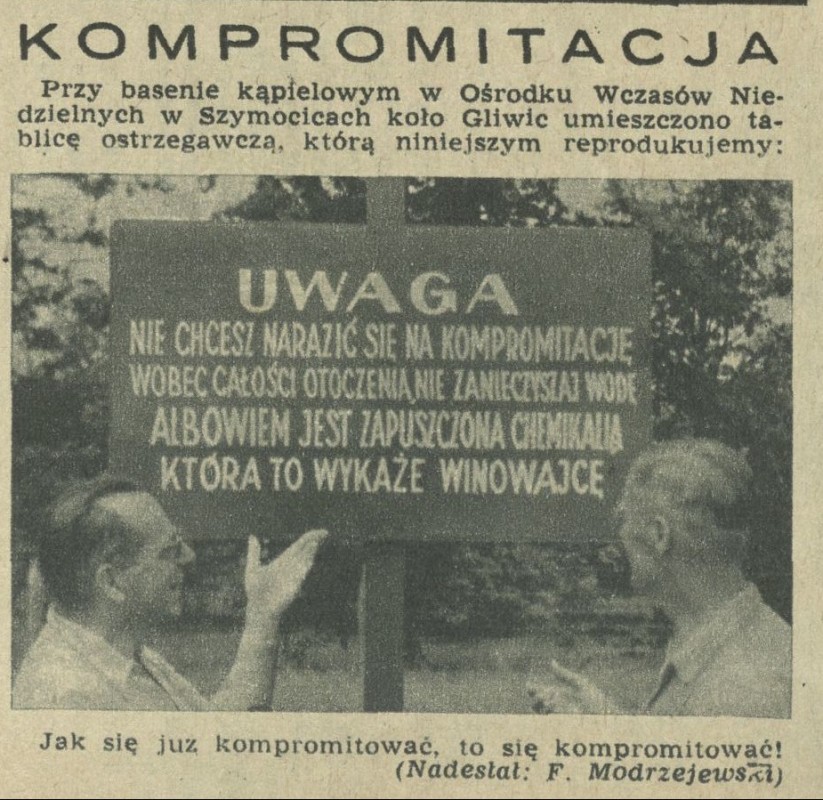 KOMPROMITACJA
Przy basenie kąpielowym w Ośrodku Wczasów Nie-
dzielnych w Szymocicach koło Gliwic umieszczono ta-
blicę ostrzegawczą, którą niniejszym reprodukujemy:
UWAGA
NIE CHCESZ NARAZIĆ SIĘ NA KOMPROMITACJĘ
WOBEC CAŁOŚCI OTOCZENIA, NIE ZANIECZYSZAJ WODĘ
ALBOWIEM JEST ZAPUSZCZONA CHEMIKALIA
KTÓRA TO WYKAŻE WINOWAJCĘ
Jak się juz kompromitować, to się kompromitować!
(Nadesłał: F. Modrzejewski)